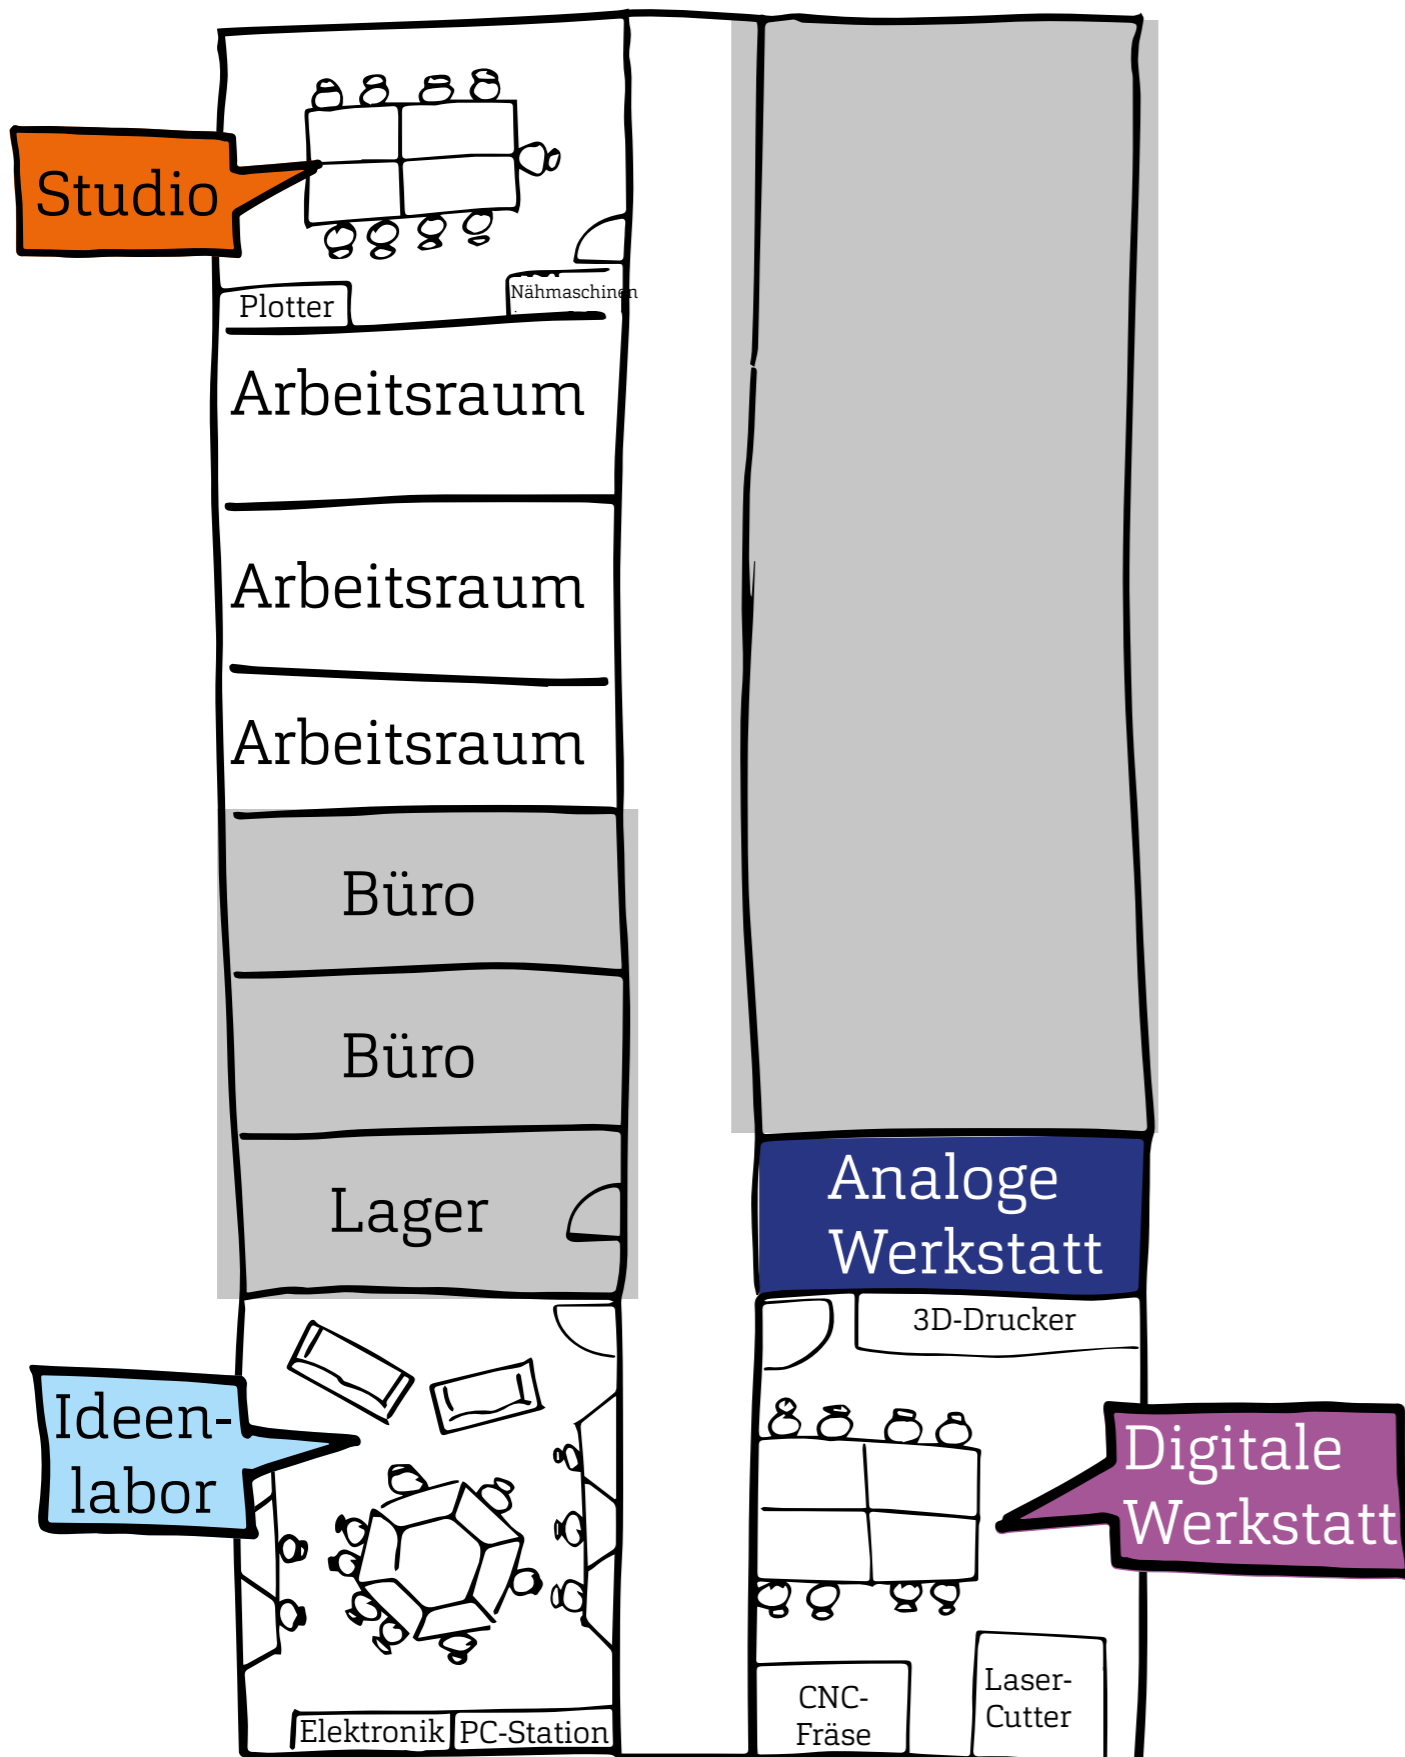 Studio
Plotter
Nähmaschinen
Arbeitsraum
Arbeitsraum
Arbeitsraum
Büro
Büro
Lager
Ideen-
labor
Elektronik
PC-Station
Analoge
Werkstatt
3D-Drucker
Digitale
Werkstatt
CNC-
Fräse
Laser-
Cutter